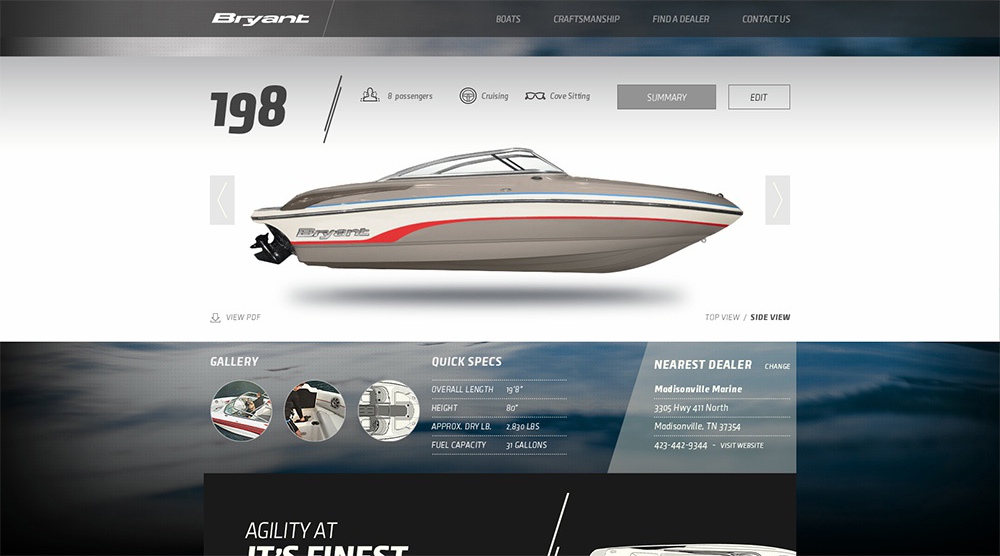 Bryant
BOATS CRAFTSMANSHIP FIND A DEALER CONTACT US
198
8 passengers Cruising Cove Sitting
SUMMARY EDIT
Bryant
VIEW PDF
TOP VIEW / SIDE VIEW
GALLERY
QUICK SPECS
OVERALL LENGTH 19'8"
HEIGHT 80"
APPROX. DRY LB. 2,830 LBS
FUEL CAPACITY 31 GALLONS
NEAREST DEALER CHANGE
Madisonville Marine
3305 Hwy 411 North
Madisonville, TN 37354
423-442-9344 - VISIT WEBSITE
AGILITY AT
IT'S FINEST